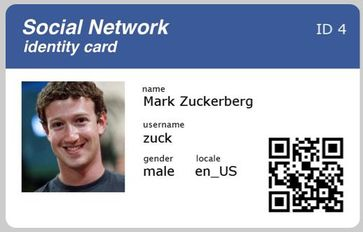 Social Network
identity card
ID 4
name
Mark Zuckerberg
username
zuck
gender
locale
male
en_US